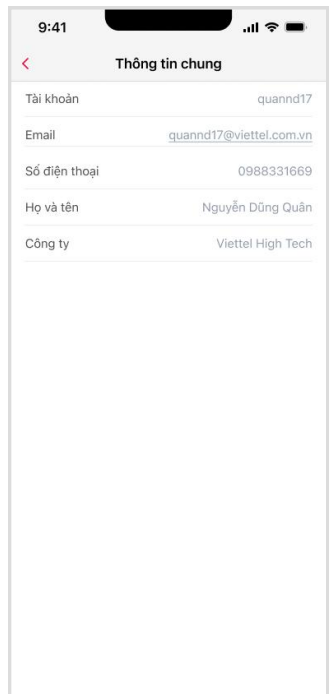 9:41
Thông tin chung
Tài khoản quannd17
Email quannd17@viettel.com.vn
Số điện thoại 0988331669
Họ và tên Nguyễn Dũng Quân
Công ty Viettel High Tech